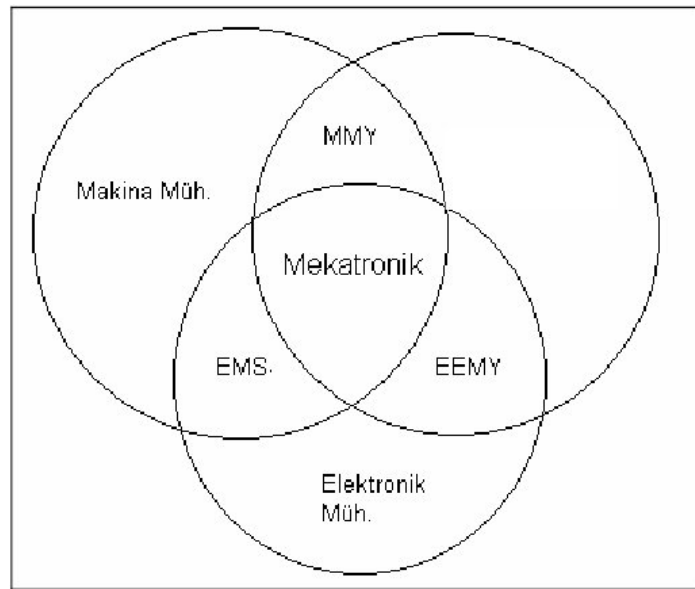 MMY
Makina Müh.
Mekatronik
EMS.
EEMY
Elektronik
Müh.